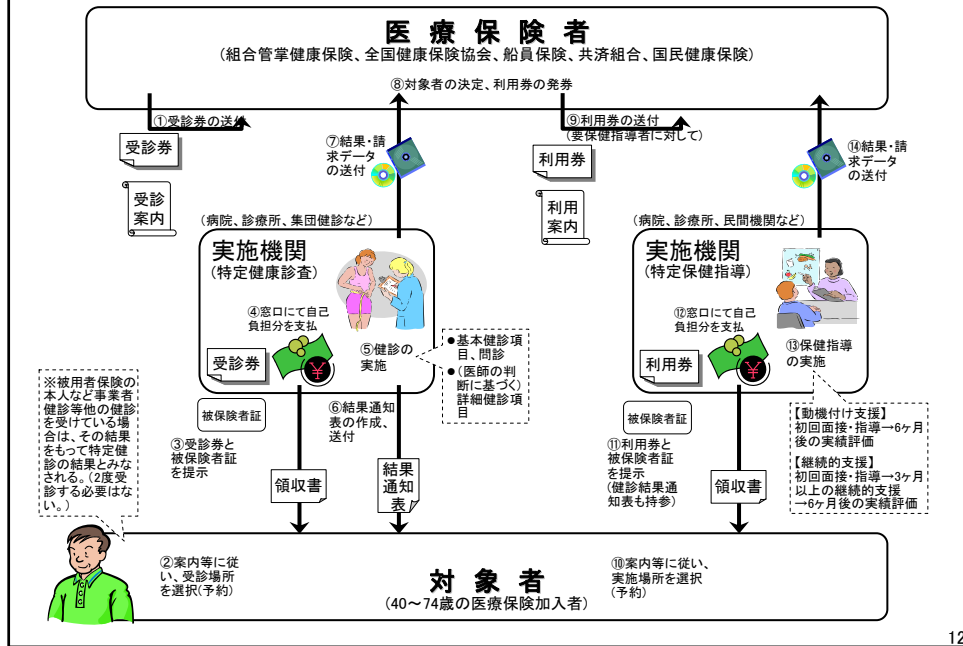 医 療 保 険 者
(組合管掌健康保険、全国健康保険協会、船員保険、共済組合、国民健康保険)
⑧対象者の決定、利用券の発券
①受診券の送付
受診券
受診
案内
⑦結果・請
求データ
の送付
⑨利用券の送付
(要保健指導者に対して)
利用券
利用
案内
⑭結果・請
求データ
の送付
(病院、診療所、集団健診など)
実施機関
(特定健康診査)
④窓口にて自己
負担分を支払
受診券
¥
⑤健診の
実施
●基本健診項
目、問診
●(医師の判
断に基づく)
詳細健診項
目
(病院、診療所、民間機関など)
実施機関
(特定保健指導)
⑫窓口にて自己
負担分を支払
利用券
¥
⑬保健指導
の実施
※被用者保険の
本人など事業者
健診等他の健診
を受けている場
合は、その結果
をもって特定健
診の結果とみな
される。(2度受
診する必要はな
い。)
被保険者証
③受診券と
被保険者証
を提示
領収書
⑥結果通知
表の作成、
送付
結果
通知
表
被保険者証
⑪利用券と
被保険者証
を提示
(健診結果通
知表も持参)
領収書
【動機付け支援】
初回面接・指導→6ヶ月
後の実績評価
【継続的支援】
初回面接・指導→3ヶ月
以上の継続的支援
→6ヶ月後の実績評価
②案内等に従
い、受診場所
を選択(予約)
対 象 者
(40～74歳の医療保険加入者)
⑩案内等に従い、
実施場所を選択
(予約)
12